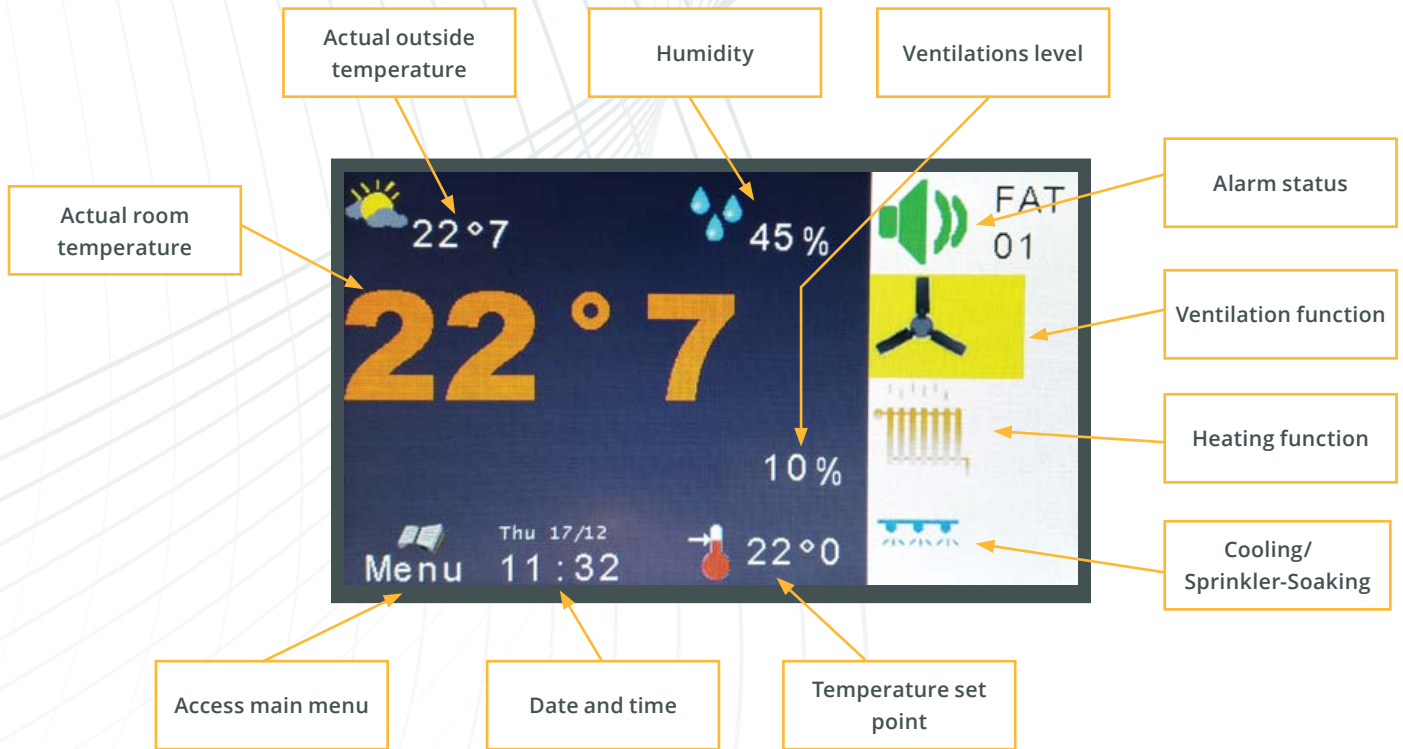 Actual outside
temperature
Humidity
Ventilations level
Actual room
temperature
22°7
45%
FAT
01
Alarm status
22°7
Ventilation function
10%
Heating function
Thu 17/12
Menu
11:32
22°0
Cooling/
Sprinkler-Soaking
Access main menu
Date and time
Temperature set
point